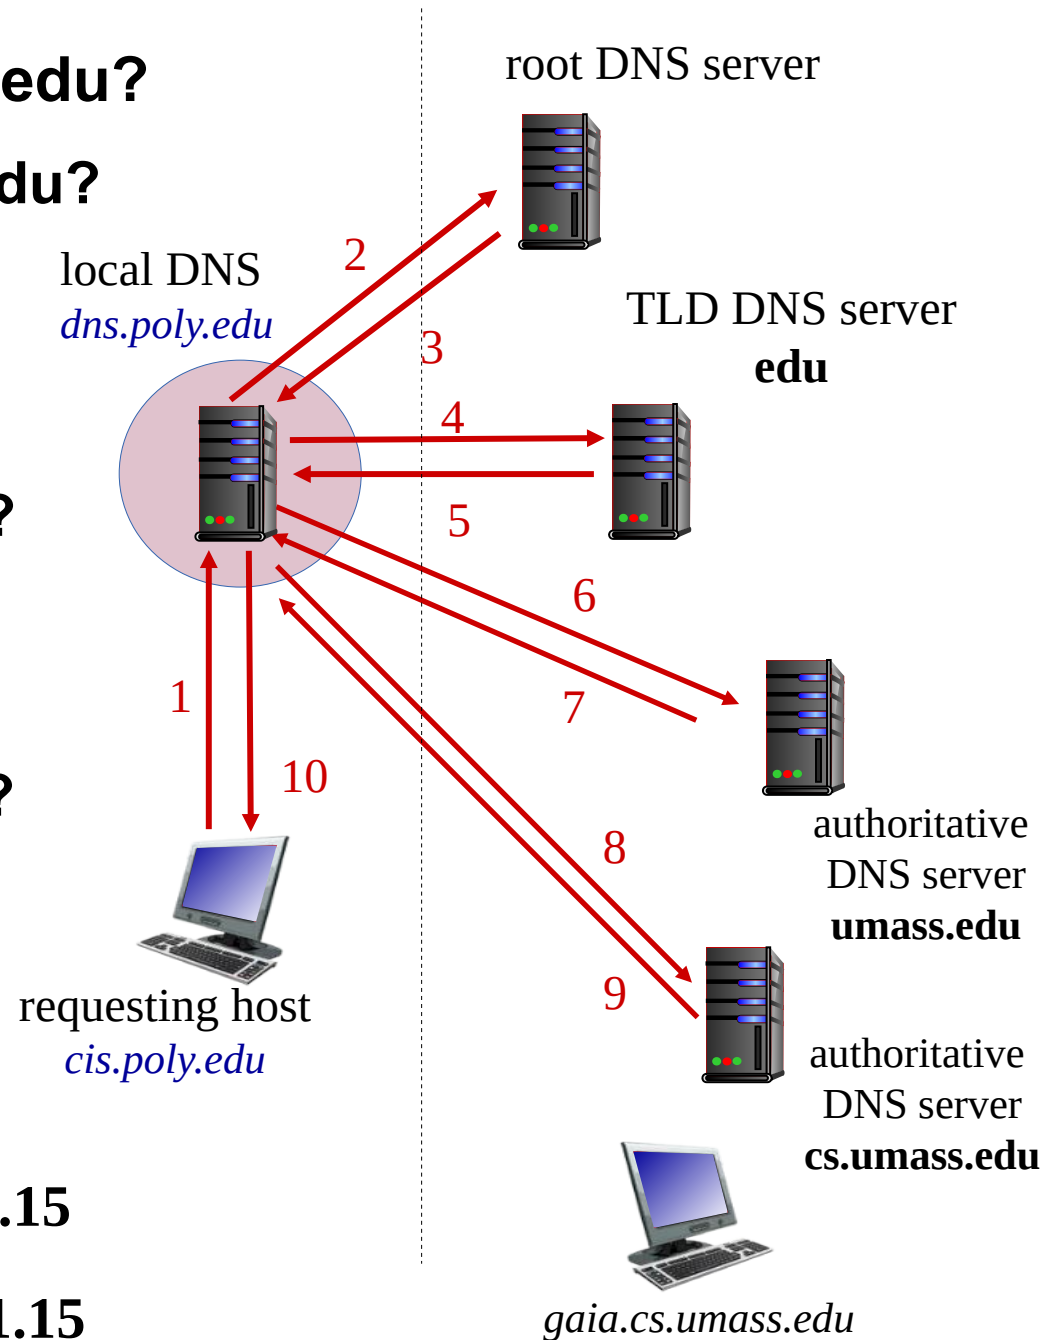 edu?
du?
?
?
.15
1.15
root DNS server
local DNS
dns.poly.edu
TLD DNS server
edu
2
3
4
5
6
7
1
10
8
9
authoritative
DNS server
umass.edu
requesting host
cis.poly.edu
authoritative
DNS server
cs.umass.edu
gaia.cs.umass.edu